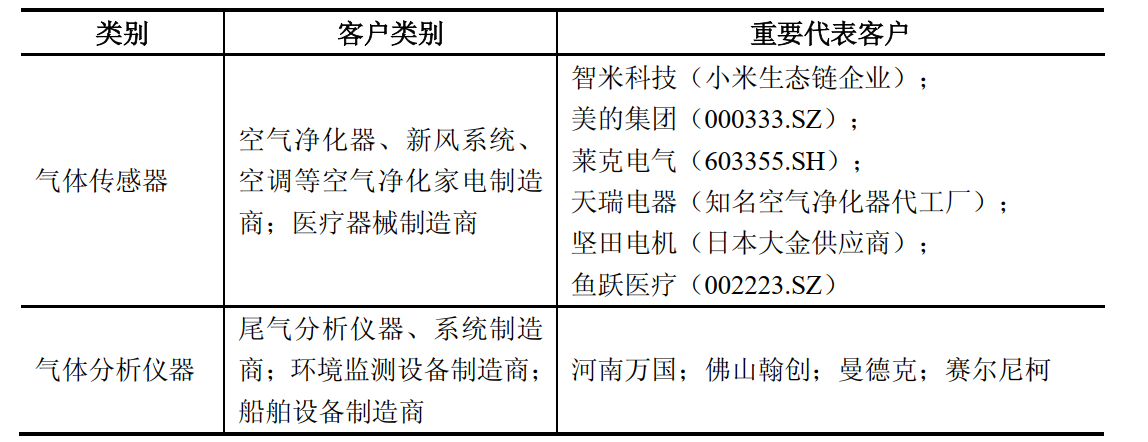 类别 客户类别 重要代表客户
气体传感器
空气净化器、新风系统、
空调等空气净化家电制造
商；医疗器械制造商
智米科技（小米生态链企业）；
美的集团（000333.SZ）；
莱克电气（603355.SH）；
天瑞电器（知名空气净化器代工厂）；
坚田电机（日本大金供应商）；
鱼跃医疗（002223.SZ）
气体分析仪器
尾气分析仪器、系统制造
商；环境监测设备制造商；
船舶设备制造商
河南万国；佛山翰创；曼德克；赛尔尼柯